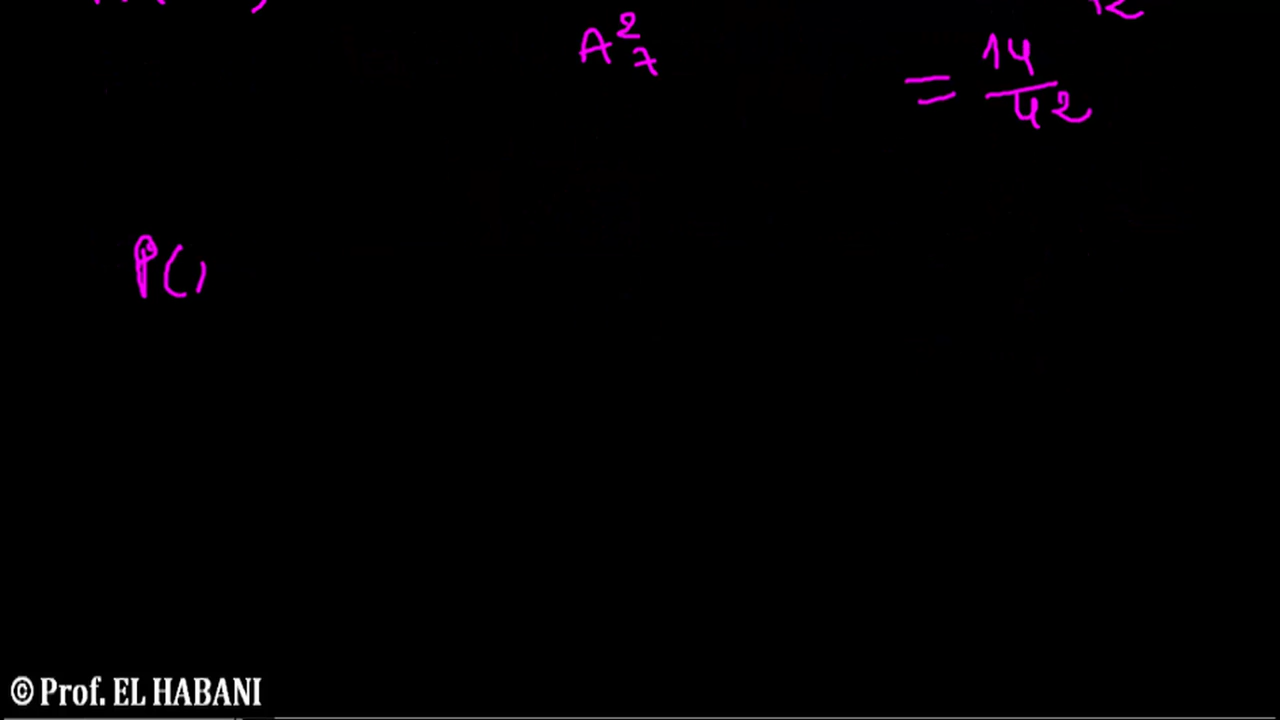 A²₇ = 14/42
P(
© Prof. EL HABANI